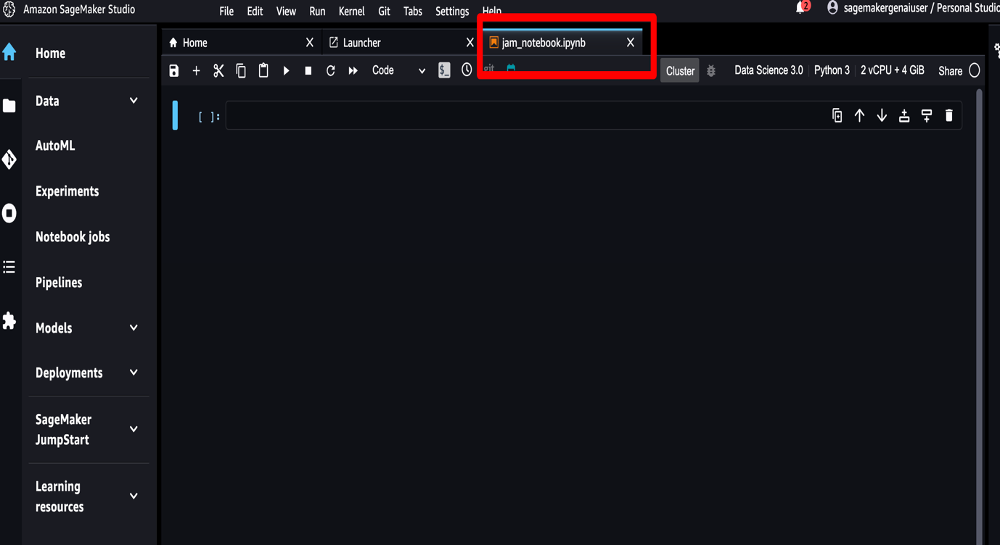 Amazon SageMaker Studio File Edit View Run Kernel Git Tabs Settings Help 2 sagemakergenaiuser / Personal Studio
Home X Launcher X jam_notebook.ipynb X
Code $_ git Cluster Data Science 3.0 Python 3 2 vCPU + 4 GiB Share
[ ]:
Home
Data
AutoML
Experiments
Notebook jobs
Pipelines
Models
Deployments
SageMaker
JumpStart
Learning
resources